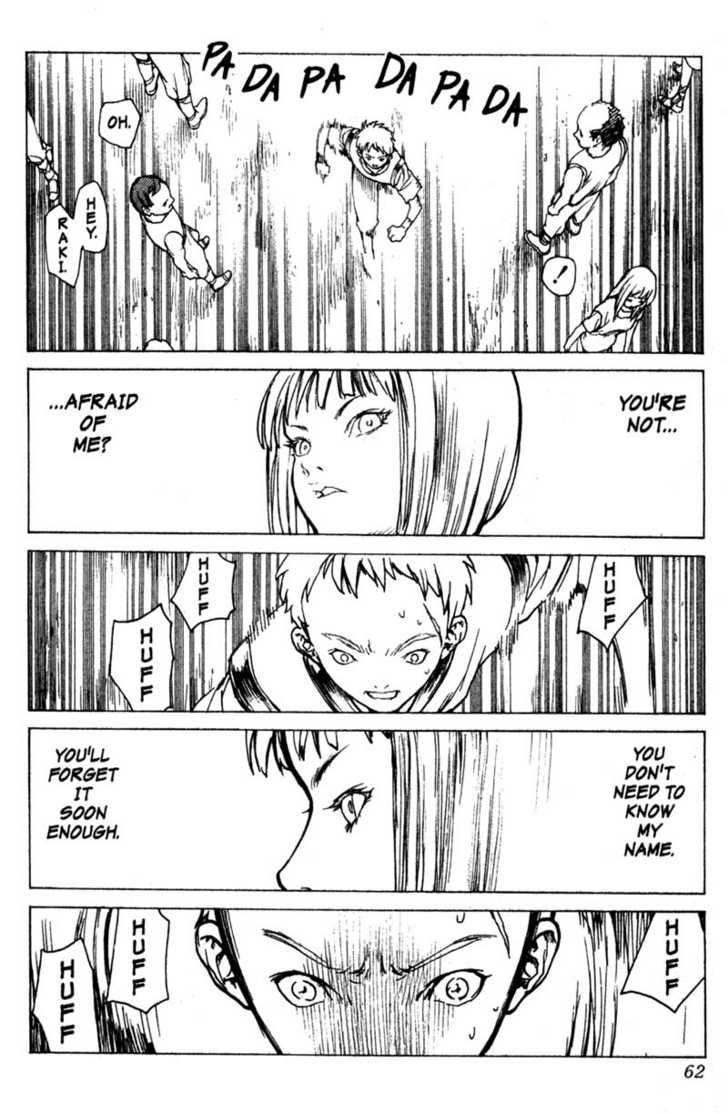 PA DA PA DA PA DA
!
OH.
HEY.
RAKI.
YOU'RE
NOT...
...AFRAID
OF
ME?
HUFF
HUFF
HUFF
YOU
DON'T
NEED TO
KNOW
MY
NAME.
YOU'LL
FORGET
IT
SOON
ENOUGH.
HUFF
HUFF
HUFF
62